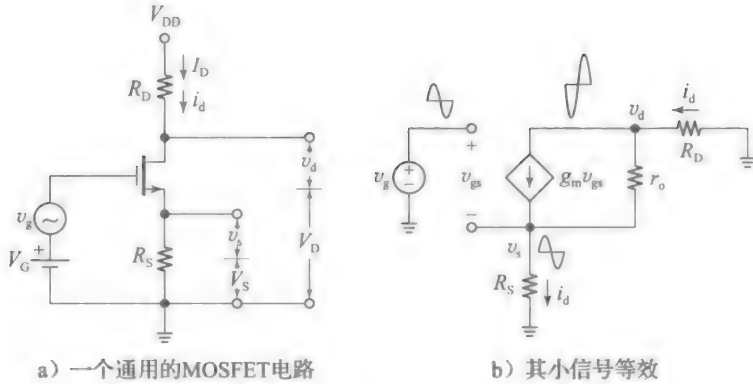 V_DD
I_D
R_D
i_d
v_d
v_g
V_G
+
R_S
v_s
V_S
V_D
a）一个通用的MOSFET电路
v_g
+
−
+
v_gs
−
g_m v_gs
v_d
i_d
R_D
r_o
v_s
R_S
i_d
b）其小信号等效